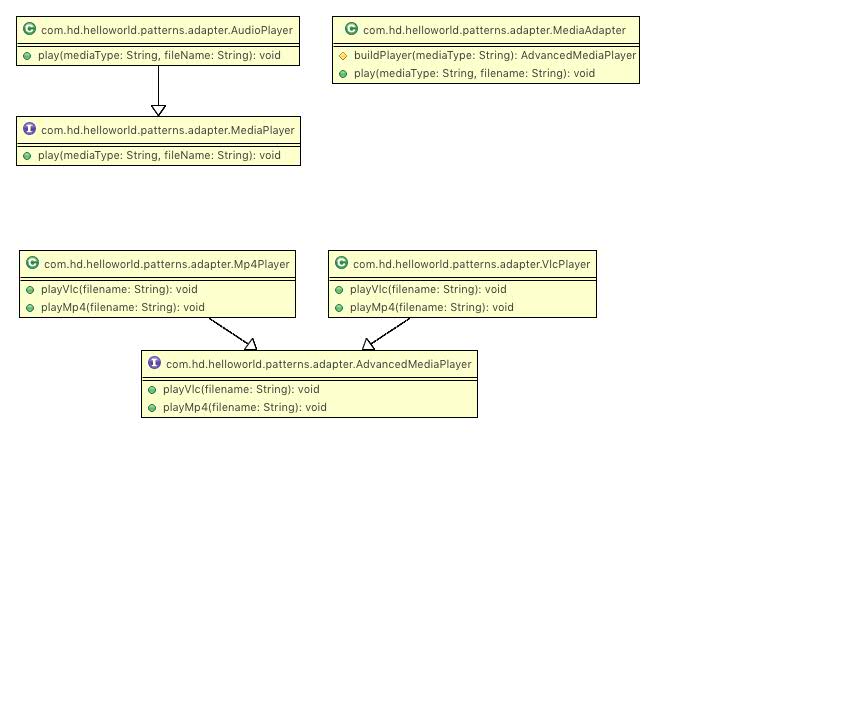 C com.hd.helloworld.patterns.adapter.AudioPlayer
play(mediaType: String, fileName: String): void
C com.hd.helloworld.patterns.adapter.MediaAdapter
buildPlayer(mediaType: String): AdvancedMediaPlayer
play(mediaType: String, filename: String): void
I com.hd.helloworld.patterns.adapter.MediaPlayer
play(mediaType: String, fileName: String): void
C com.hd.helloworld.patterns.adapter.Mp4Player
playVlc(filename: String): void
playMp4(filename: String): void
C com.hd.helloworld.patterns.adapter.VlcPlayer
playVlc(filename: String): void
playMp4(filename: String): void
I com.hd.helloworld.patterns.adapter.AdvancedMediaPlayer
playVlc(filename: String): void
playMp4(filename: String): void